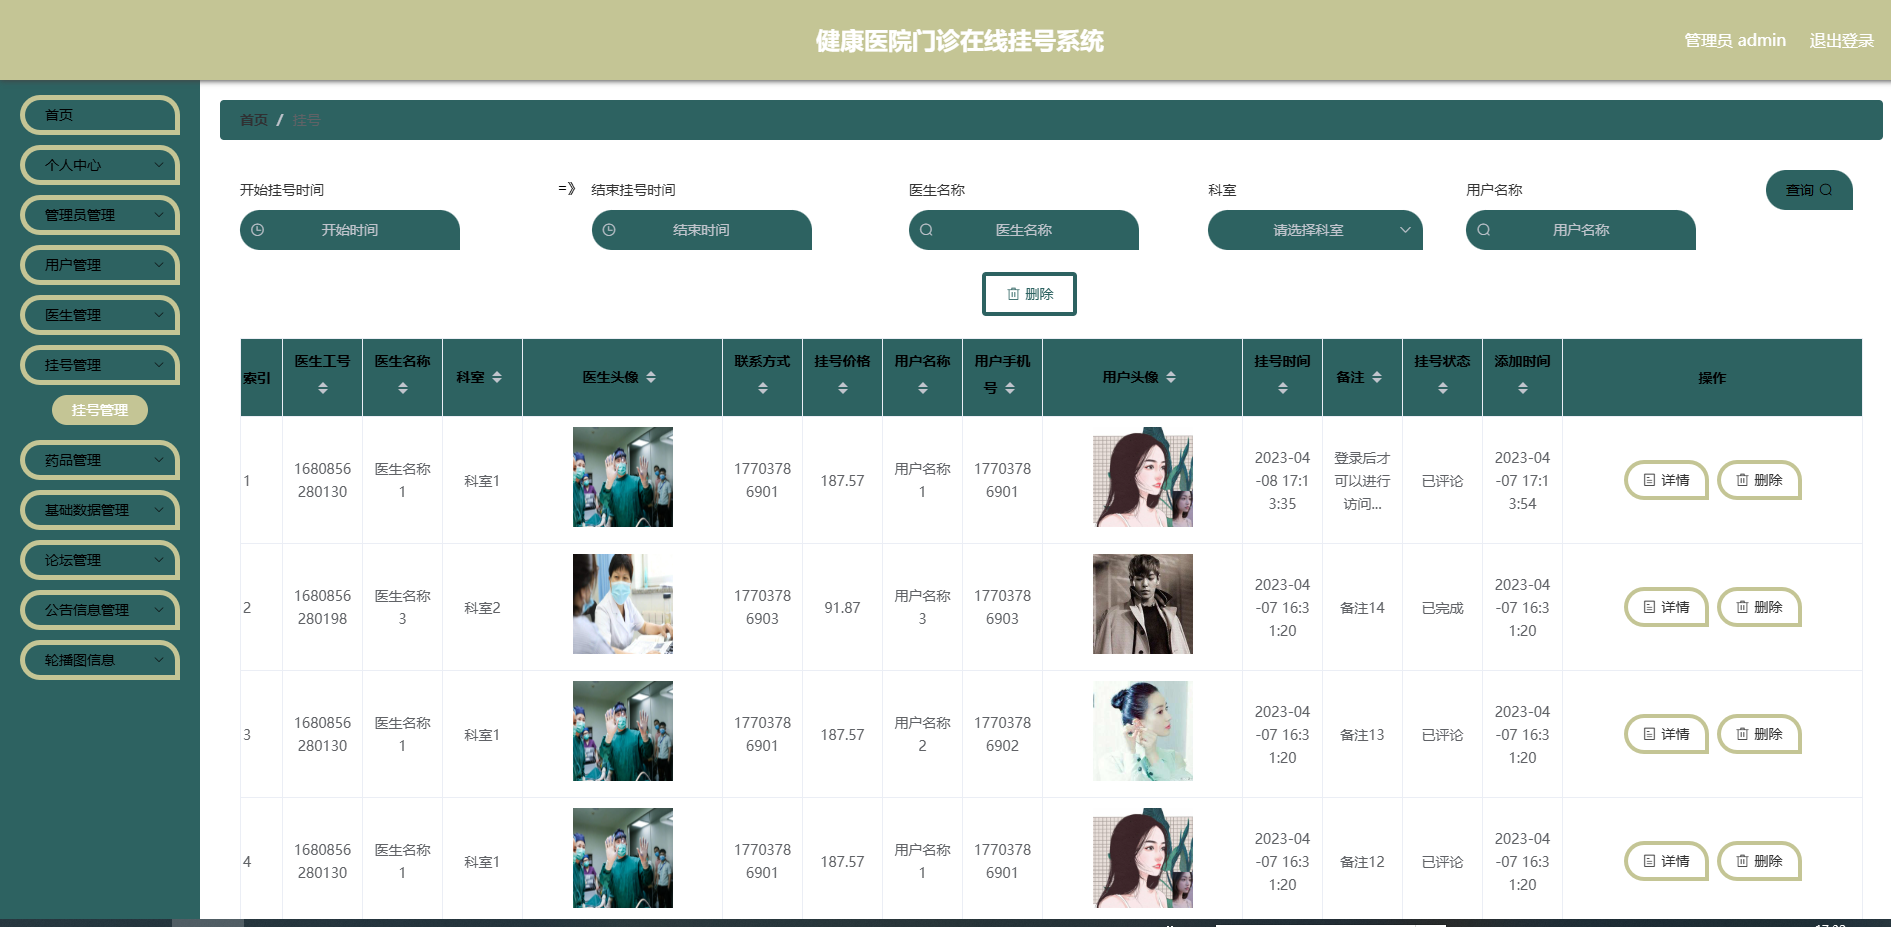 健康医院门诊在线挂号系统
管理员 admin 退出登录
首页
个人中心
管理员管理
用户管理
医生管理
挂号管理
挂号管理
药品管理
基础数据管理
论坛管理
公告信息管理
轮播图信息
首页 / 挂号
开始挂号时间 =》 结束挂号时间 医生名称 科室 用户名称 查询
开始时间 结束时间 医生名称 请选择科室 用户名称
删除
索引 医生工号 医生名称 科室 医生头像 联系方式 挂号价格 用户名称 用户手机号 用户头像 挂号时间 备注 挂号状态 添加时间 操作
1 1680856280130 医生名称1 科室1 17703786901 187.57 用户名称1 17703786901 2023-04-08 17:13:35 登录后才可以进行访问... 已评论 2023-04-07 17:13:54 详情 删除
2 1680856280198 医生名称3 科室2 17703786903 91.87 用户名称3 17703786903 2023-04-07 16:31:20 备注14 已完成 2023-04-07 16:31:20 详情 删除
3 1680856280130 医生名称1 科室1 17703786901 187.57 用户名称2 17703786902 2023-04-07 16:31:20 备注13 已评论 2023-04-07 16:31:20 详情 删除
4 1680856280130 医生名称1 科室1 17703786901 187.57 用户名称1 17703786901 2023-04-07 16:31:20 备注12 已评论 2023-04-07 16:31:20 详情 删除